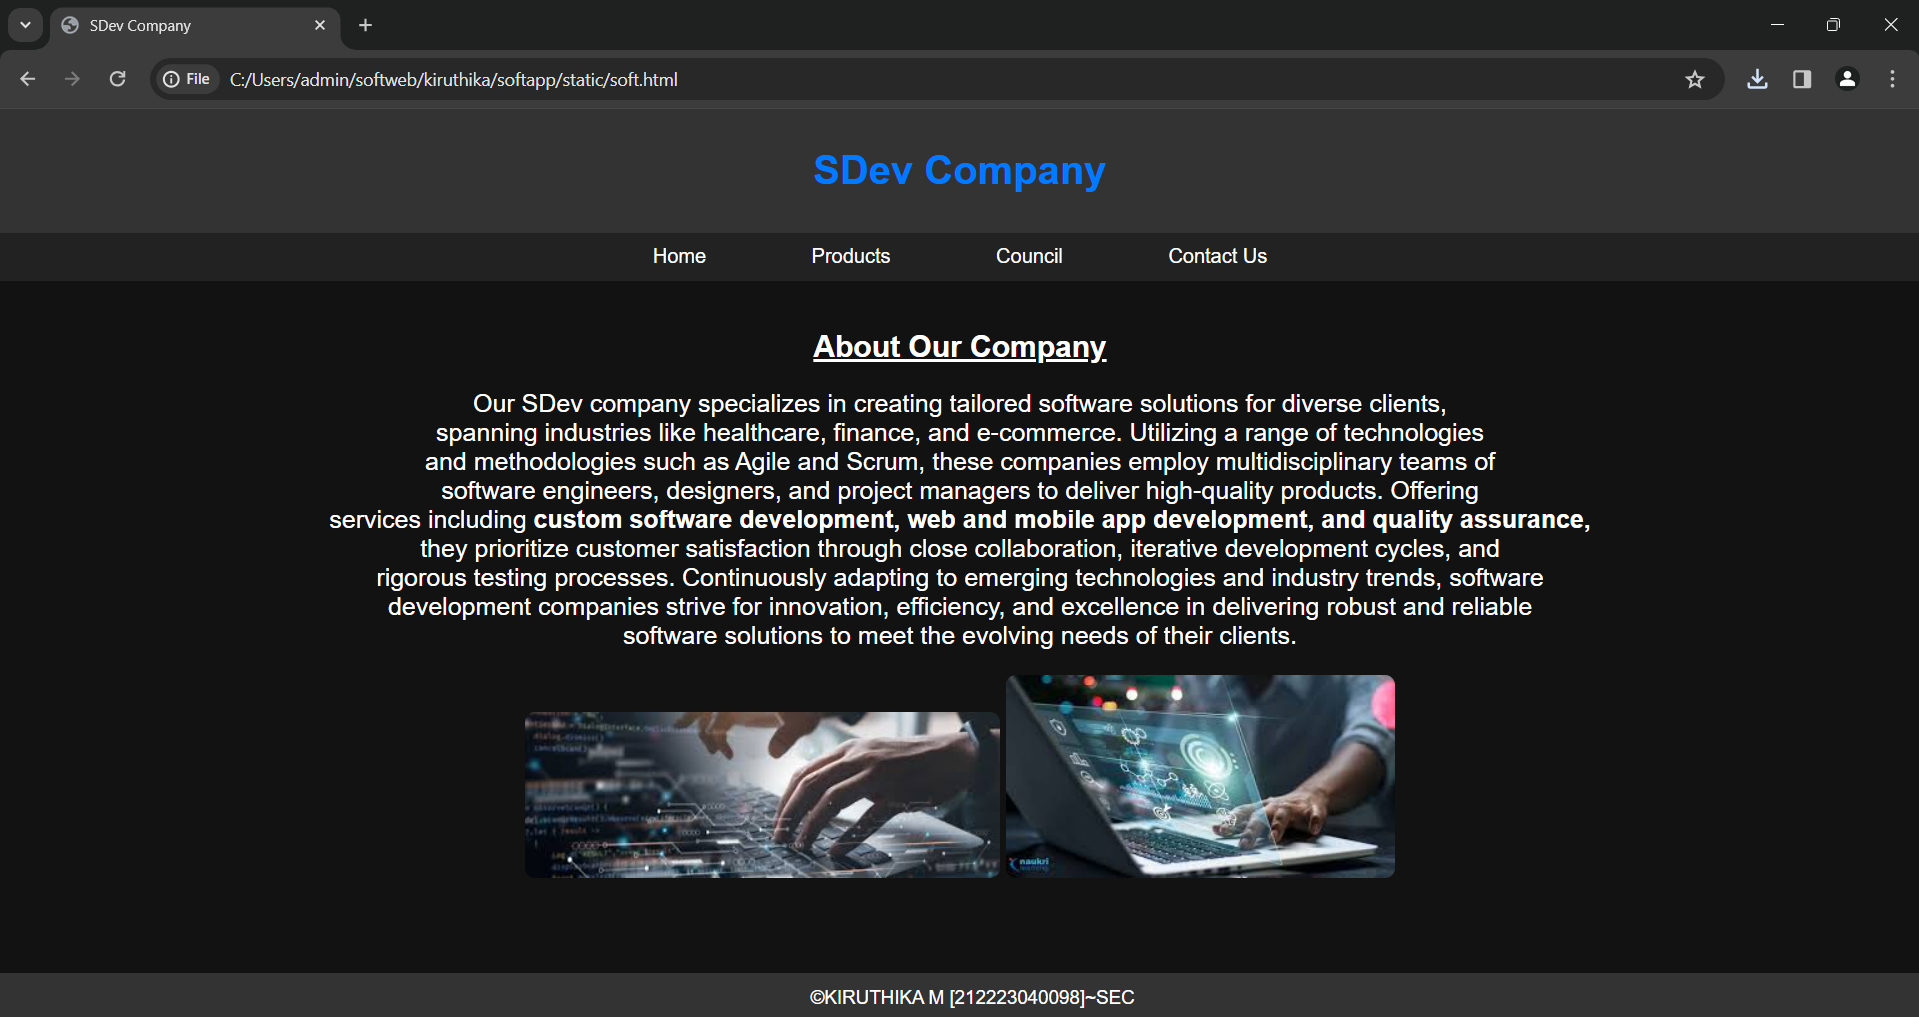 SDev Company
File
C:/Users/admin/softweb/kiruthika/softapp/static/soft.html
SDev Company
Home Products Council Contact Us
About Our Company
Our SDev company specializes in creating tailored software solutions for diverse clients,
spanning industries like healthcare, finance, and e-commerce. Utilizing a range of technologies
and methodologies such as Agile and Scrum, these companies employ multidisciplinary teams of
software engineers, designers, and project managers to deliver high-quality products. Offering
services including custom software development, web and mobile app development, and quality assurance,
they prioritize customer satisfaction through close collaboration, iterative development cycles, and
rigorous testing processes. Continuously adapting to emerging technologies and industry trends, software
development companies strive for innovation, efficiency, and excellence in delivering robust and reliable
software solutions to meet the evolving needs of their clients.
naukri
©KIRUTHIKA M [212223040098]~SEC